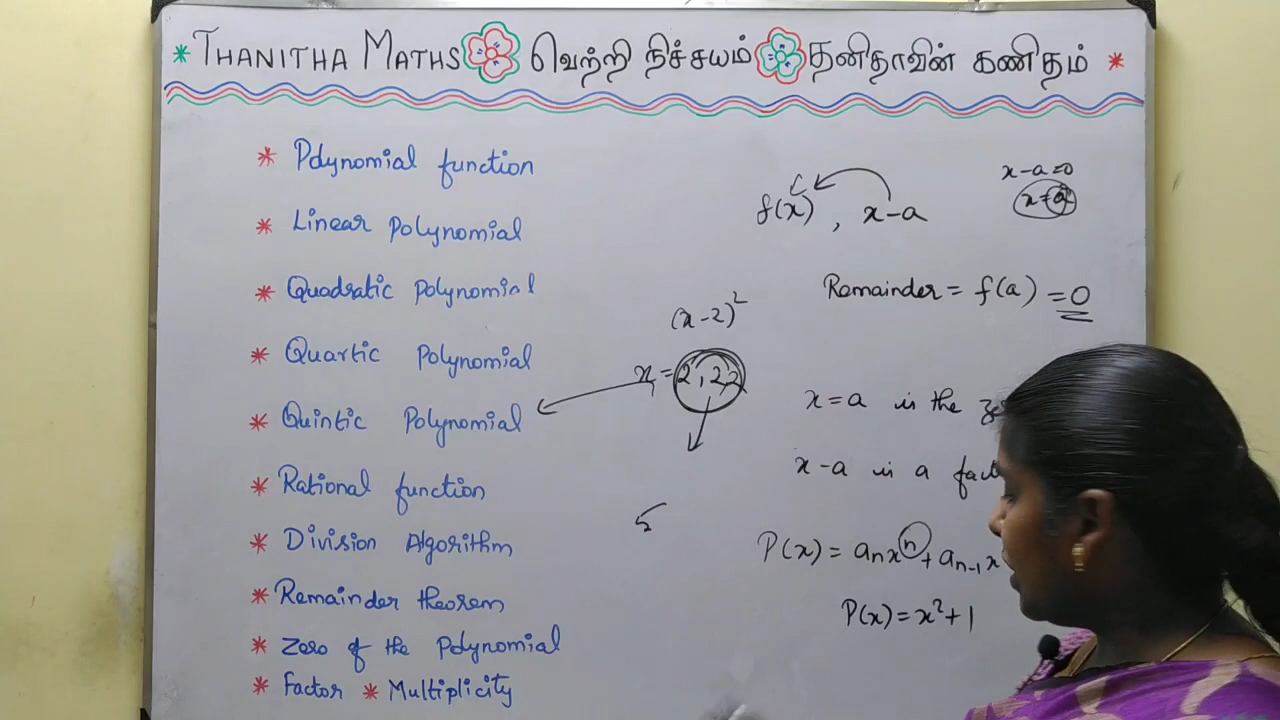 * THANITHA MATHS வெற்றி நிச்சயம் தனிதாவின் கணிதம் *
* Polynomial function
* Linear Polynomial
* Quadratic Polynomial
* Quartic Polynomial
* Quintic Polynomial
* Rational function
* Division Algorithm
* Remainder theorem
* Zero of the Polynomial
* Factor * Multiplicity
(x-2)²
x = 2, 2
f(x), x-a
x-a=0
Remainder = f(a) = 0
x=a is the
x-a is a
P(x) = aₙxⁿ + aₙ₋₁x
P(x) = x²+1